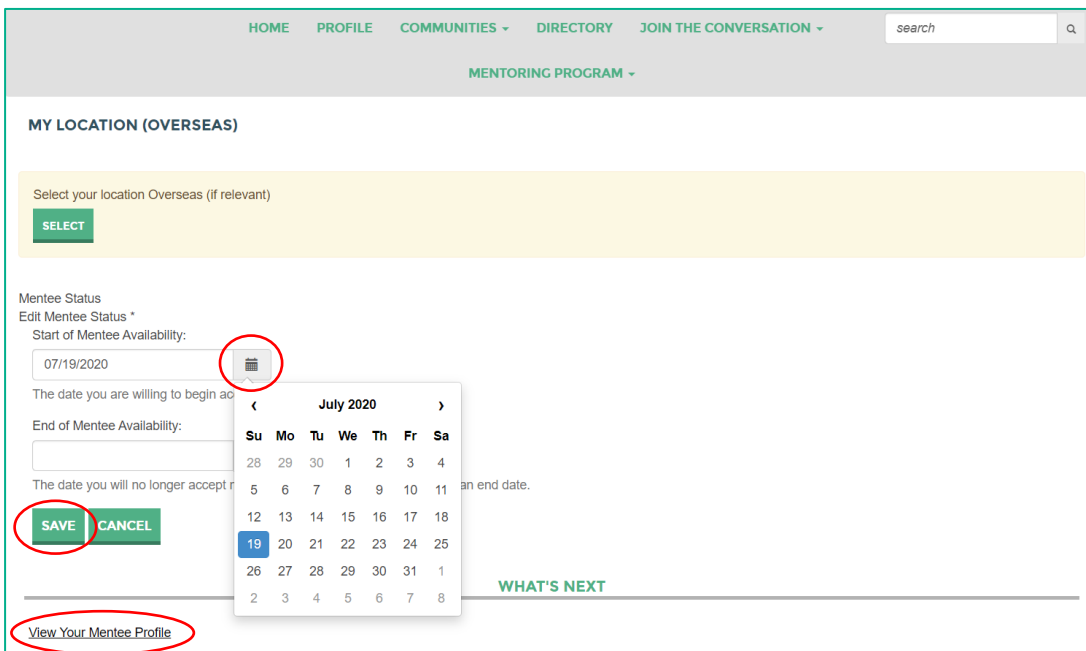 HOME PROFILE COMMUNITIES DIRECTORY JOIN THE CONVERSATION search
MENTORING PROGRAM
MY LOCATION (OVERSEAS)
Select your location Overseas (if relevant)
SELECT
Mentee Status
Edit Mentee Status *
Start of Mentee Availability:
07/19/2020
The date you are willing to begin
‹ July 2020 ›
End of Mentee Availability:
Su Mo Tu We Th Fr Sa
28 29 30 1 2 3 4
The date you will no longer accept an end date.
5 6 7 8 9 10 11
12 13 14 15 16 17 18
SAVE CANCEL
19 20 21 22 23 24 25
26 27 28 29 30 31 1
WHAT'S NEXT
2 3 4 5 6 7 8
View Your Mentee Profile